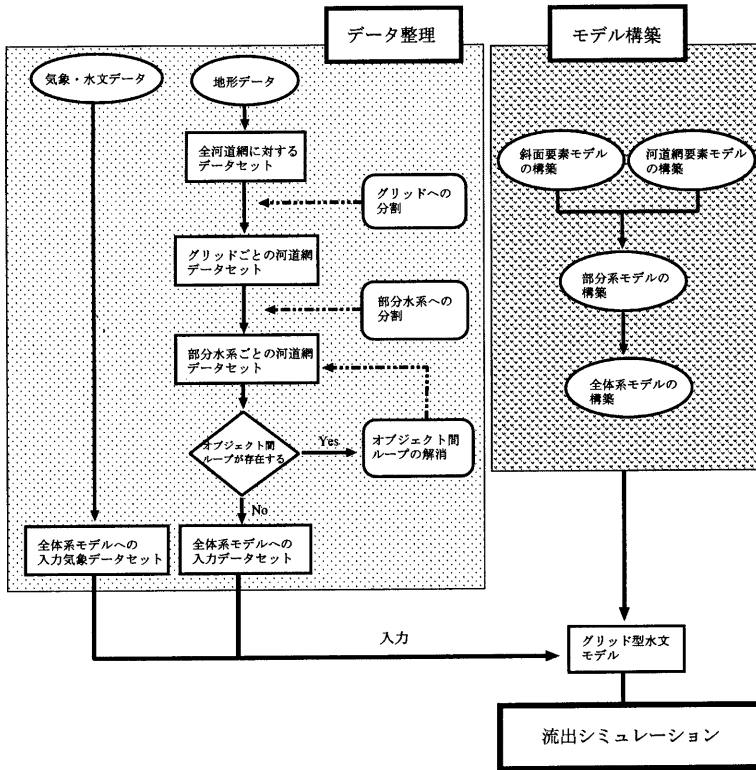 データ整理
モデル構築
気象・水文データ
地形データ
全河道網に対する
データセット
グリッドへの
分割
グリッドごとの河道網
データセット
部分水系への
分割
部分水系ごとの河道網
データセット
オブジェクト間
ループが存在する
Yes
オブジェクト間
ループの解消
No
全体系モデルへの
入力気象データセット
全体系モデルへの
入力データセット
斜面要素モデル
の構築
河道網要素モデル
の構築
部分系モデルの
構築
全体系モデルの
構築
入力
グリッド型水文
モデル
流出シミュレーション